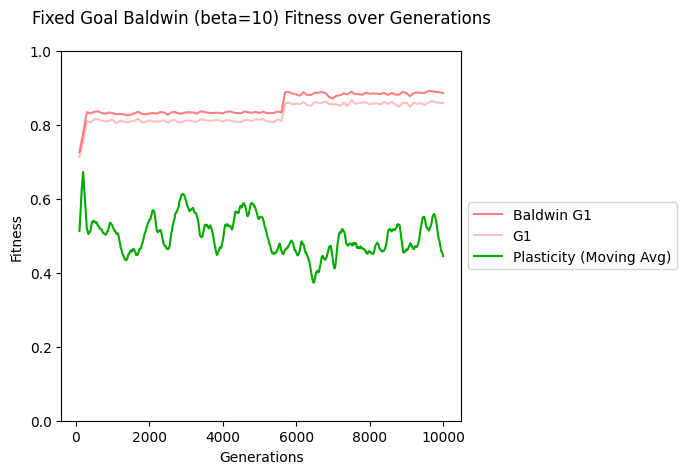 Fixed Goal Baldwin (beta=10) Fitness over Generations
1.0
0.8
0.6
0.4
0.2
0.0
Fitness
0 2000 4000 6000 8000 10000
Generations
Baldwin G1
G1
Plasticity (Moving Avg)